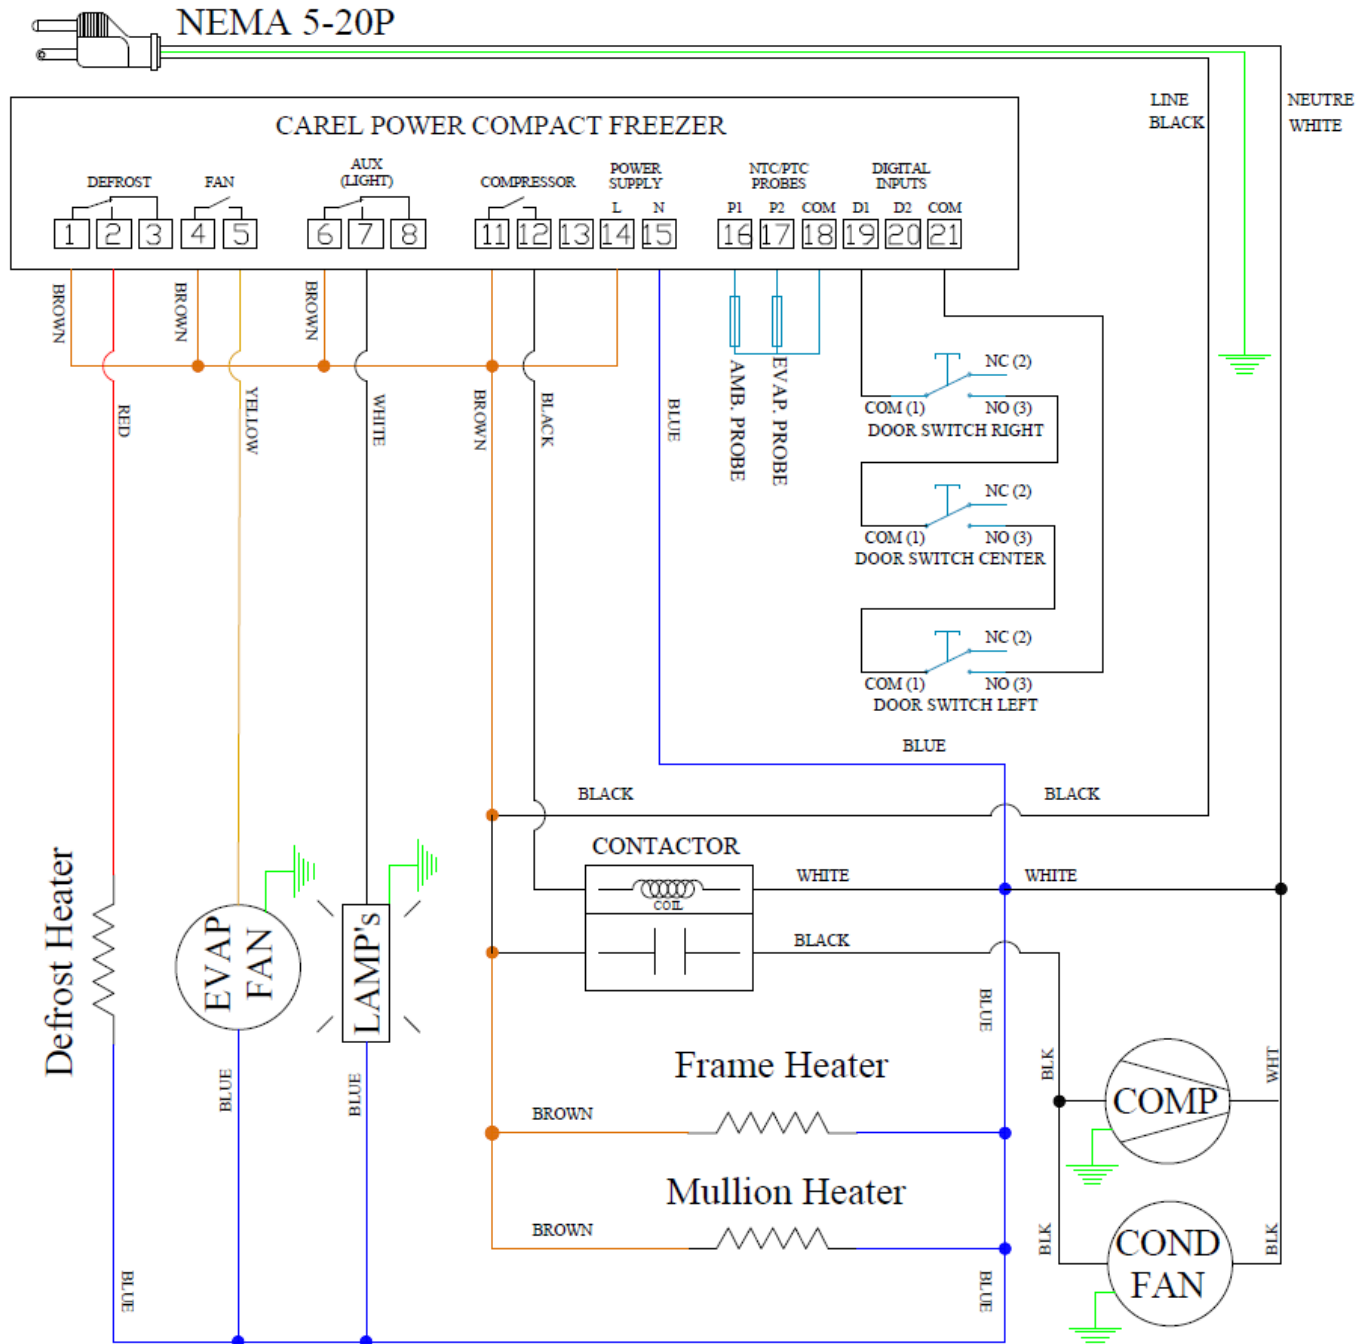 NEMA 5-20P
LINE
BLACK
NEUTRE
WHITE
CAREL POWER COMPACT FREEZER
DEFROST
FAN
AUX
(LIGHT)
COMPRESSOR
POWER
SUPPLY
L N
NTC/PTC
PROBES
P1 P2 COM
DIGITAL
INPUTS
D1 D2 COM
1 2 3 4 5 6 7 8 11 12 13 14 15 16 17 18 19 20 21
BROWN
RED
BROWN
YELLOW
BROWN
WHITE
BROWN
BLACK
BLUE
AMB. PROBE
EVAP. PROBE
NC (2)
COM (1) NO (3)
DOOR SWITCH RIGHT
NC (2)
COM (1) NO (3)
DOOR SWITCH CENTER
NC (2)
COM (1) NO (3)
DOOR SWITCH LEFT
BLUE
BLACK
BLACK
CONTACTOR
COIL
WHITE
WHITE
BLACK
Defrost Heater
EVAP
FAN
LAMP's
BLUE
BLUE
BLUE
BLUE
Frame Heater
BROWN
Mullion Heater
BROWN
BLUE
BLK
COMP
WHT
BLK
COND
FAN
BLK